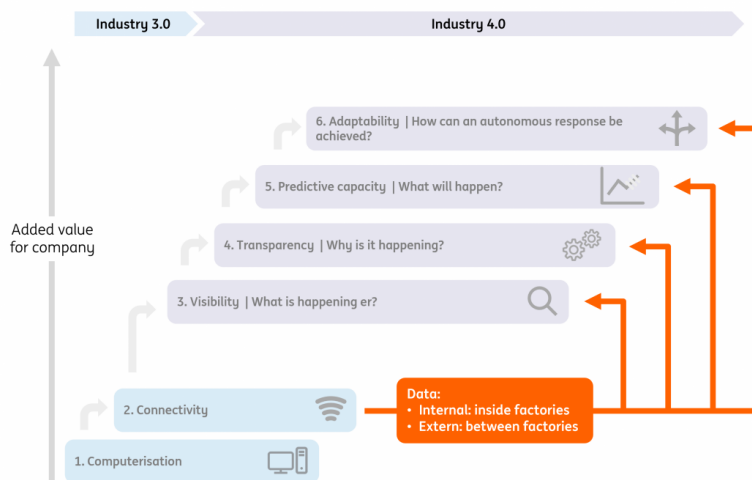 Industry 3.0
Industry 4.0
6. Adaptability | How can an autonomous response be
achieved?
5. Predictive capacity | What will happen?
Added value
for company
4. Transparency | Why is it happening?
3. Visibility | What is happening er?
2. Connectivity
Data:
• Internal: inside factories
• Extern: between factories
1. Computerisation